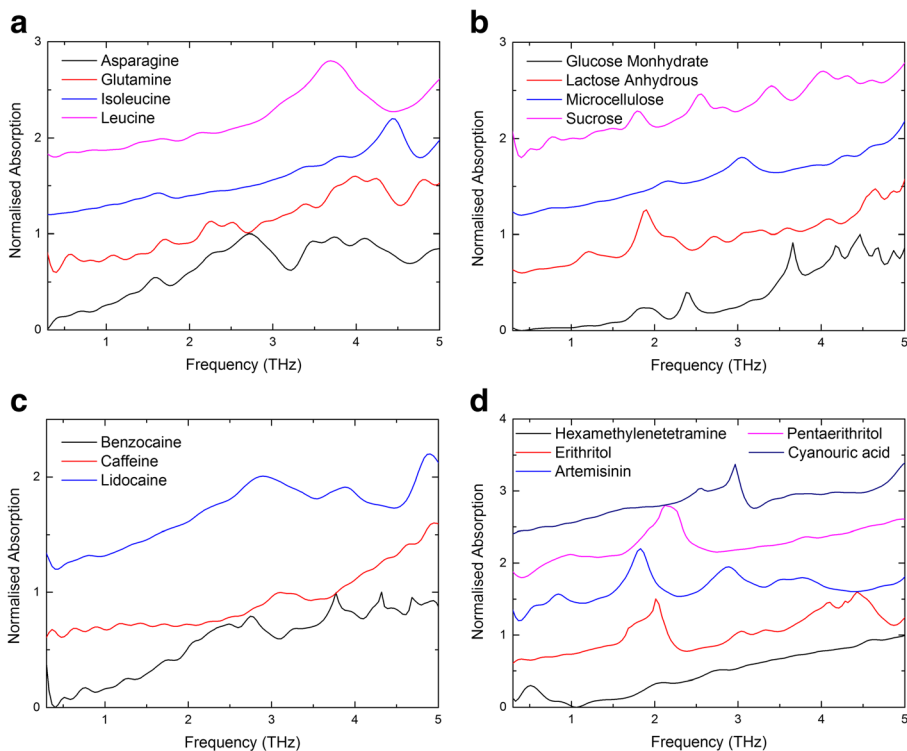 a
3
2
1
0
Normalised Absorption
Asparagine
Glutamine
Isoleucine
Leucine
1 2 3 4 5
Frequency (THz)
b
3
2
1
0
Normalised Absorption
Glucose Monhydrate
Lactose Anhydrous
Microcellulose
Sucrose
1 2 3 4 5
Frequency (THz)
c
2
1
0
Normalised Absorption
Benzocaine
Caffeine
Lidocaine
1 2 3 4 5
Frequency (THz)
d
4
3
2
1
0
Normalised Absorption
Hexamethylenetetramine Pentaerithritol
Erithritol Cyanouric acid
Artemisinin
1 2 3 4 5
Frequency (THz)